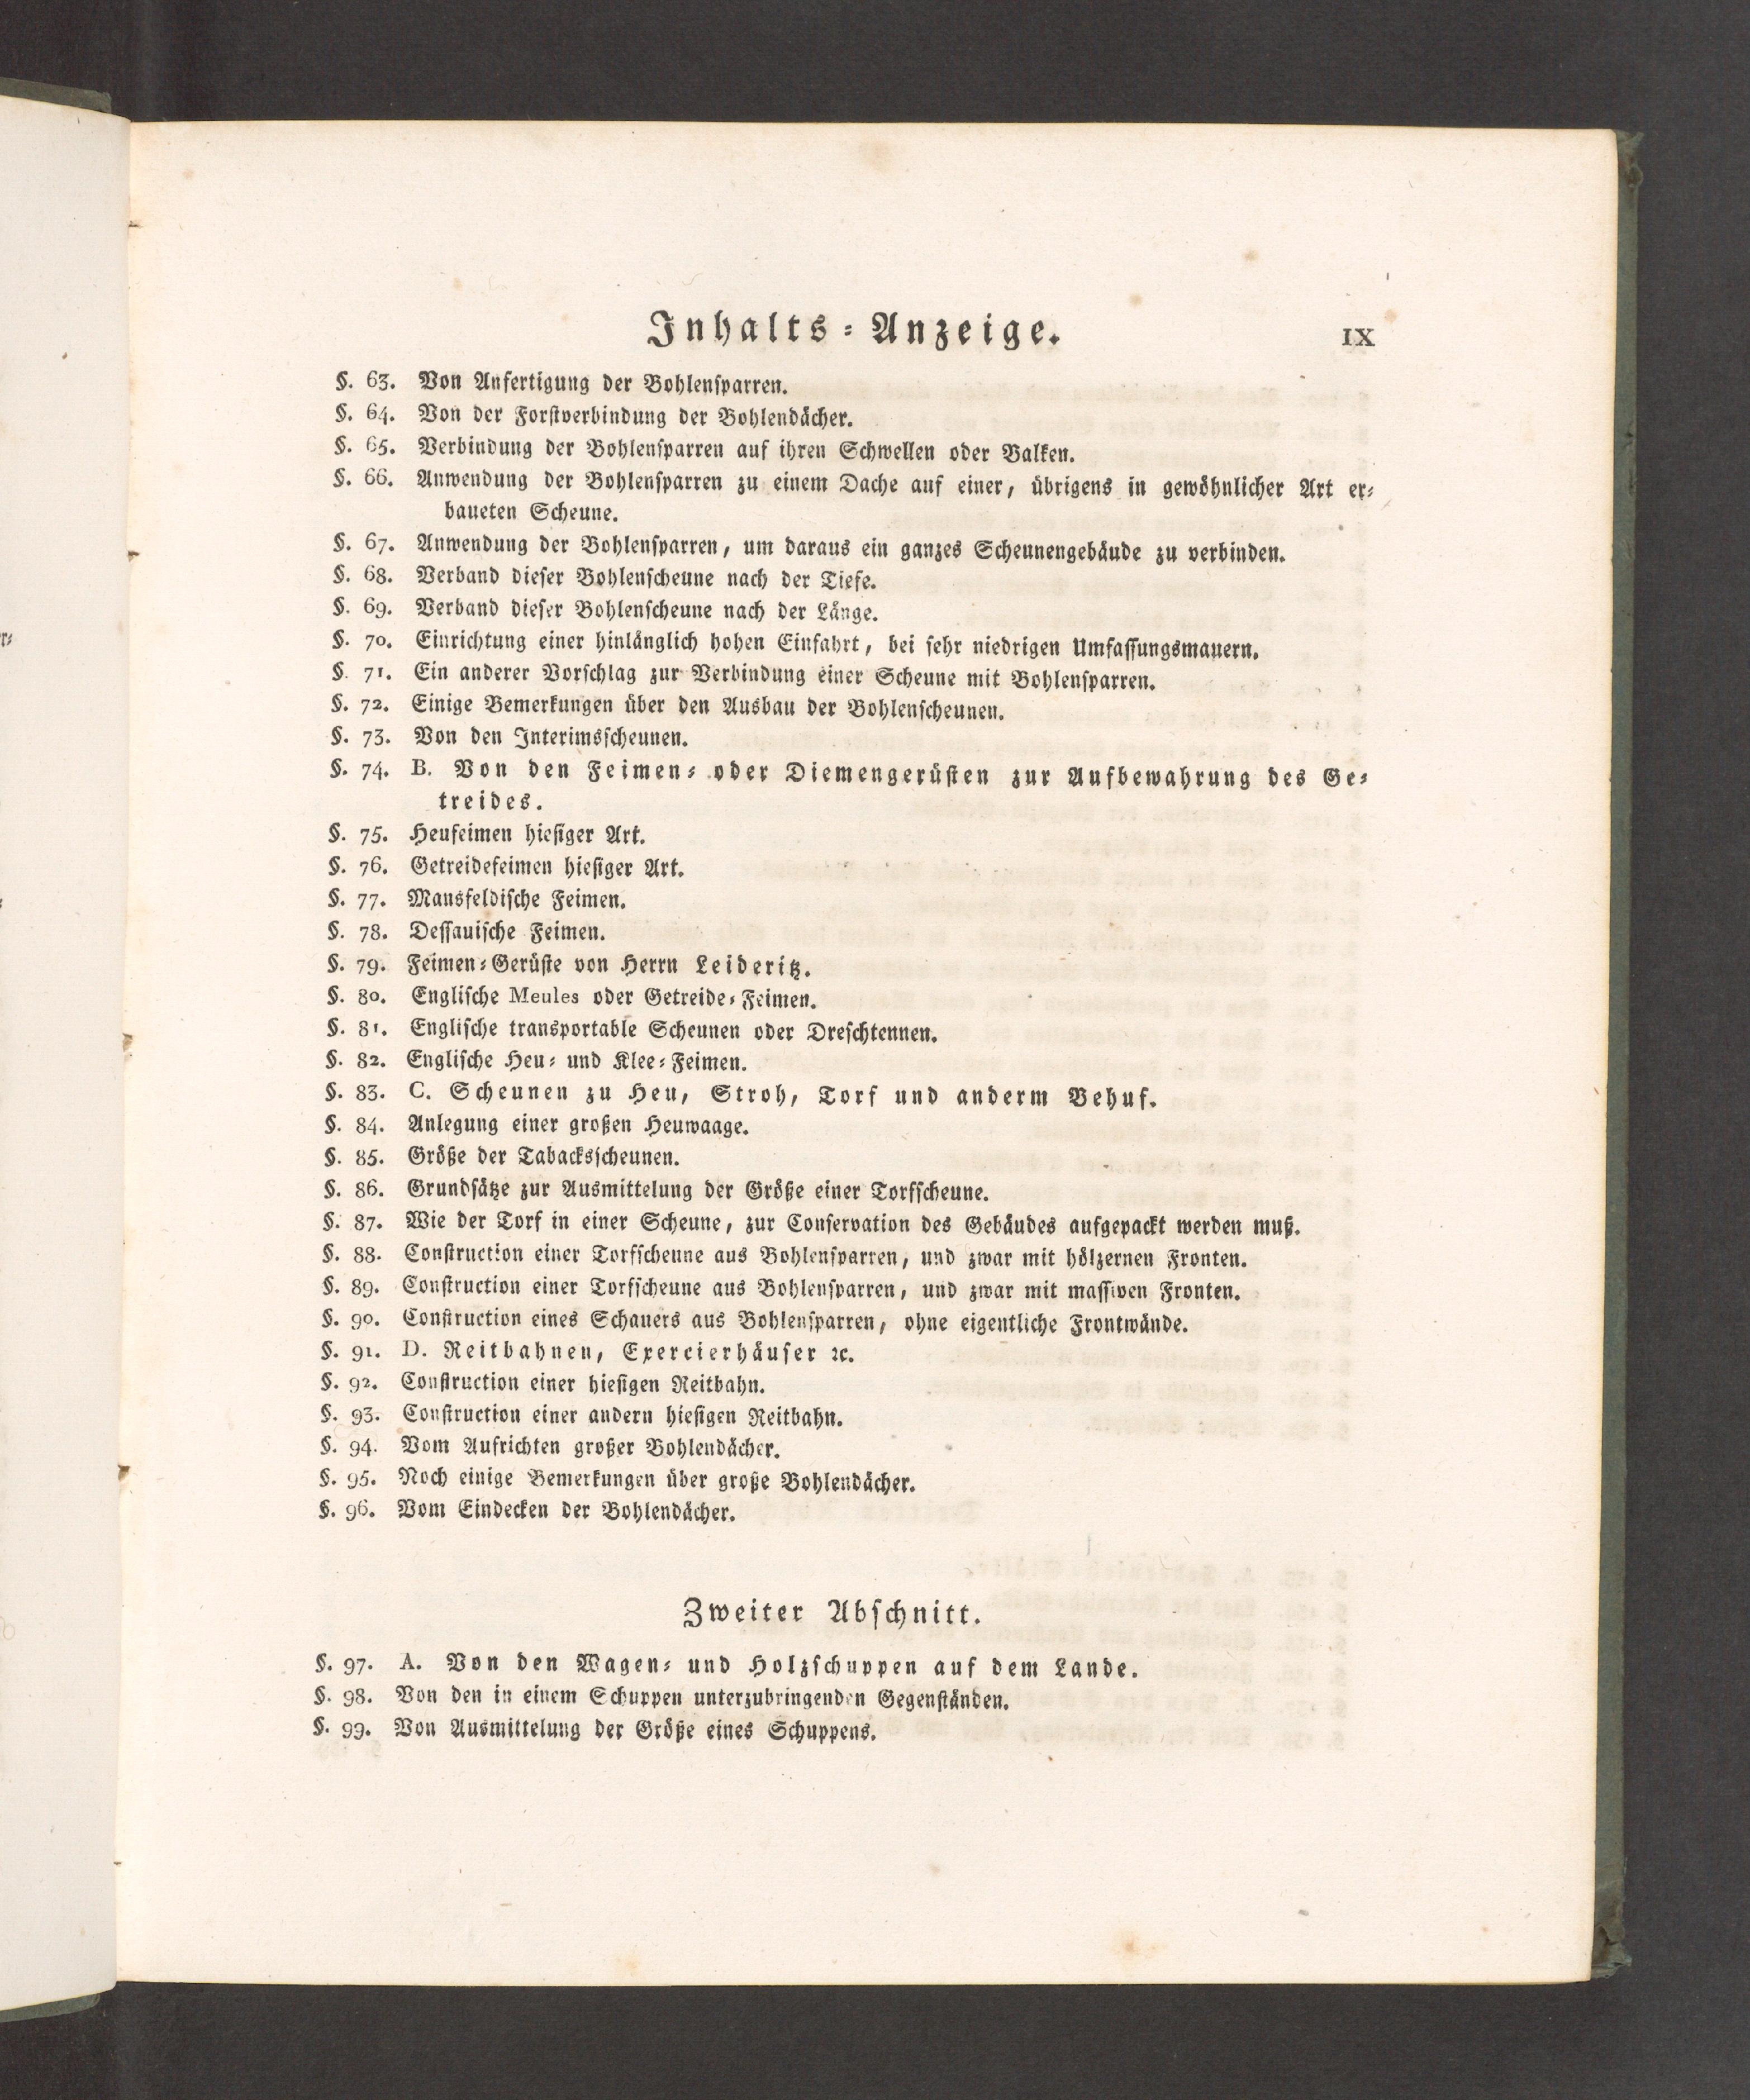 Inhalts-Anzeige. IX
§. 63. Von Anfertigung der Bohlensparren.
§. 64. Von der Forstverbindung der Bohlendächer.
§. 65. Verbindung der Bohlensparren auf ihren Schwellen oder Balken.
§. 66. Anwendung der Bohlensparren zu einem Dache auf einer, übrigens in gewöhnlicher Art er-
baueten Scheune.
§. 67. Anwendung der Bohlensparren, um daraus ein ganzes Scheunengebäude zu verbinden.
§. 68. Verband dieser Bohlenscheune nach der Tiefe.
§. 69. Verband dieser Bohlenscheune nach der Länge.
§. 70. Einrichtung einer hinlänglich hohen Einfahrt, bei sehr niedrigen Umfassungsmauern.
§. 71. Ein anderer Vorschlag zur Verbindung einer Scheune mit Bohlensparren.
§. 72. Einige Bemerkungen über den Ausbau der Bohlenscheunen.
§. 73. Von den Interimsscheunen.
§. 74. B. Von den Feimen- oder Diemengerüsten zur Aufbewahrung des Ge-
treides.
§. 75. Heufeimen hiesiger Art.
§. 76. Getreidefeimen hiesiger Art.
§. 77. Mansfeldische Feimen.
§. 78. Dessauische Feimen.
§. 79. Feimen-Gerüste von Herrn Leideritz.
§. 80. Englische Meules oder Getreide-Feimen.
§. 81. Englische transportable Scheunen oder Dreschtennen.
§. 82. Englische Heu- und Klee-Feimen.
§. 83. C. Scheunen zu Heu, Stroh, Torf und anderm Behuf.
§. 84. Anlegung einer großen Heuwaage.
§. 85. Größe der Tabacksscheunen.
§. 86. Grundsätze zur Ausmittelung der Größe einer Torfscheune.
§. 87. Wie der Torf in einer Scheune, zur Conservation des Gebäudes aufgepackt werden muß.
§. 88. Construction einer Torfscheune aus Bohlensparren, und zwar mit hölzernen Fronten.
§. 89. Construction einer Torfscheune aus Bohlensparren, und zwar mit massiven Fronten.
§. 90. Construction eines Schauers aus Bohlensparren, ohne eigentliche Frontwände.
§. 91. D. Reitbahnen, Exercierhäuser ꝛc.
§. 92. Construction einer hiesigen Reitbahn.
§. 93. Construction einer andern hiesigen Reitbahn.
§. 94. Vom Aufrichten großer Bohlendächer.
§. 95. Noch einige Bemerkungen über große Bohlendächer.
§. 96. Vom Eindecken der Bohlendächer.
Zweiter Abschnitt.
§. 97. A. Von den Wagen- und Holzschuppen auf dem Lande.
§. 98. Von den in einem Schuppen unterzubringenden Gegenständen.
§. 99. Von Ausmittelung der Größe eines Schuppens.